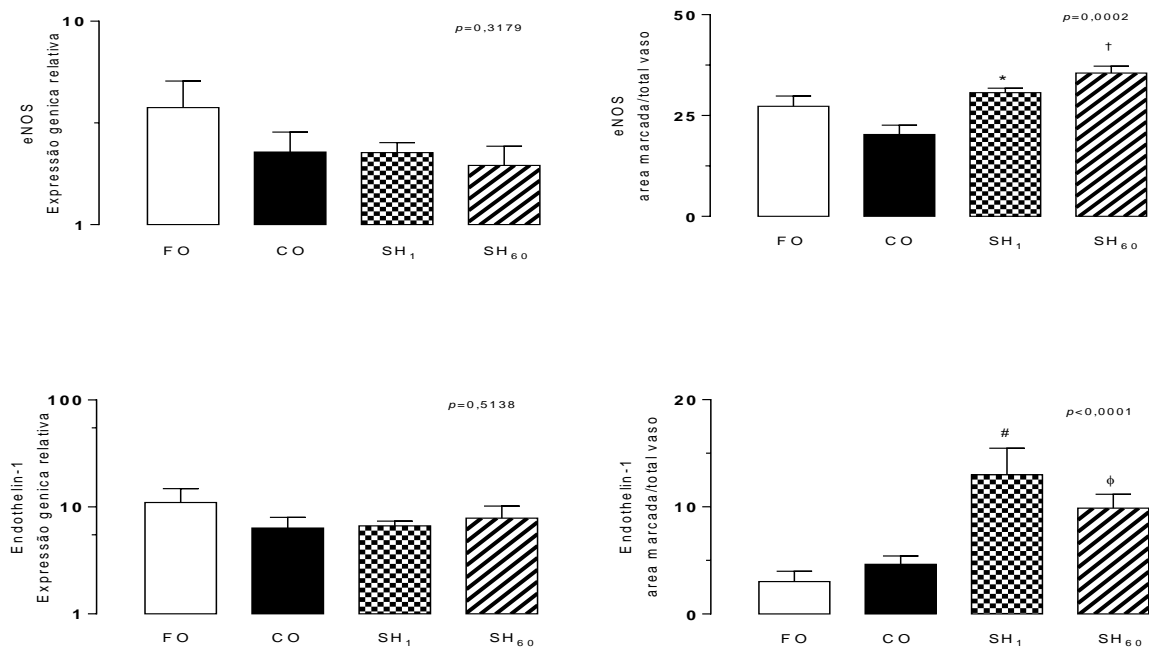 eNOS
Expressão genica relativa
10
1
p=0,3179
FO
CO
SH1
SH60
eNOS
area marcada/total vaso
50
25
0
p=0,0002
*
†
FO
CO
SH1
SH60
Endothelin-1
Expressão genica relativa
100
10
1
p=0,5138
FO
CO
SH1
SH60
Endothelin-1
area marcada/total vaso
20
10
0
p<0,0001
#
ϕ
FO
CO
SH1
SH60